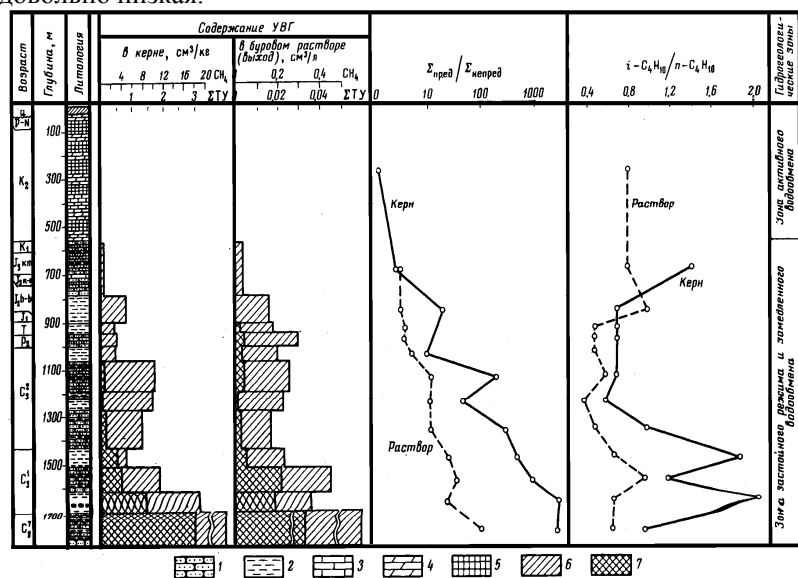 довольно низкая.
Возраст
Глубина, м
Литология
Содержание УВГ
в керне, см³/кг
4 8 12 16 20 CH₄
1 2 3 ΣТУ
в буровом растворе
(выход), см³/л
0,2 0,4 CH₄
0,02 0,04 ΣТУ
Σпред/Σнепред
0 10 100 1000
i-C₄H₁₀/n-C₄H₁₀
0,4 0,8 1,2 1,6 2,0
Гидрогеологи-
ческие зоны
K₂
K₁
T
C₃²
C₃¹
100
300
500
700
900
1100
1300
1500
1700
Керн
Раствор
Раствор
Керн
Зона активного
водообмена
Зона застойного режима и замедленного
водообмена
1 2 3 4 5 6 7